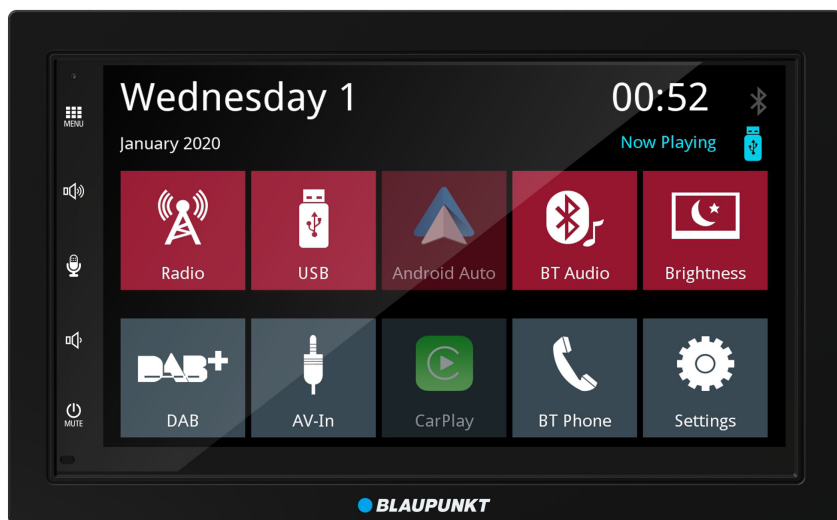 Wednesday 1
00:52
MENU
January 2020
Now Playing
Radio
USB
Android Auto
BT Audio
Brightness
DAB+
DAB
AV-In
CarPlay
BT Phone
Settings
MUTE
BLAUPUNKT